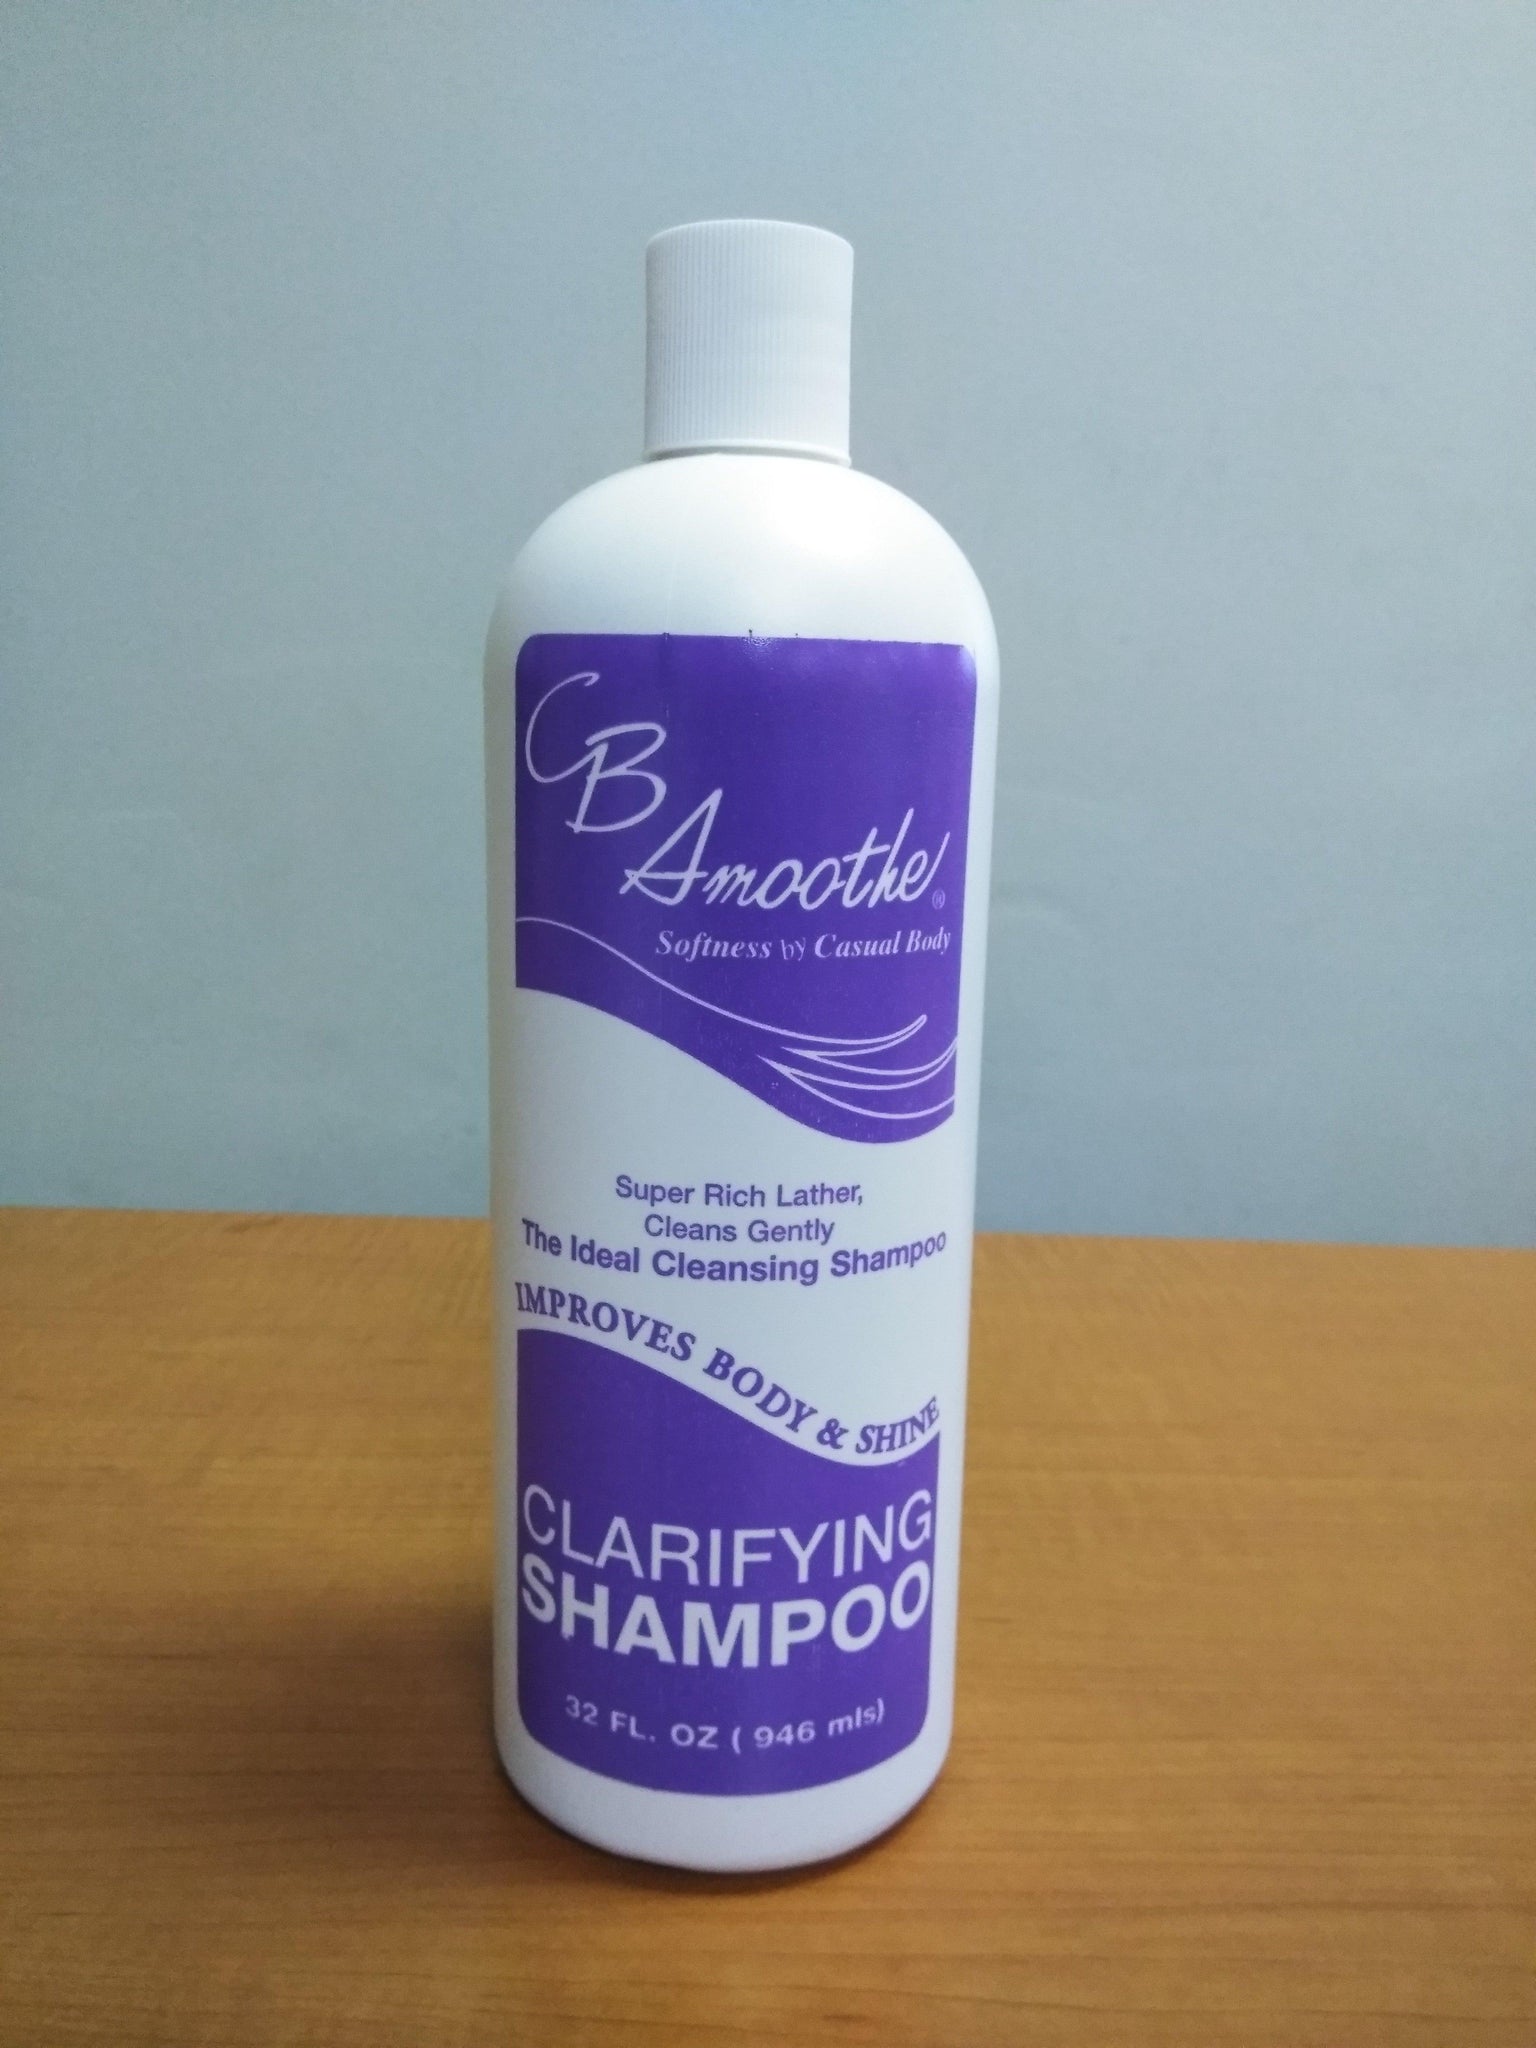 CB
Smoothe®
Softness by Casual Body
Super Rich Lather,
Cleans Gently
The Ideal Cleansing Shampoo
IMPROVES BODY & SHINE
CLARIFYING
SHAMPOO
32 FL. OZ ( 946 mls)